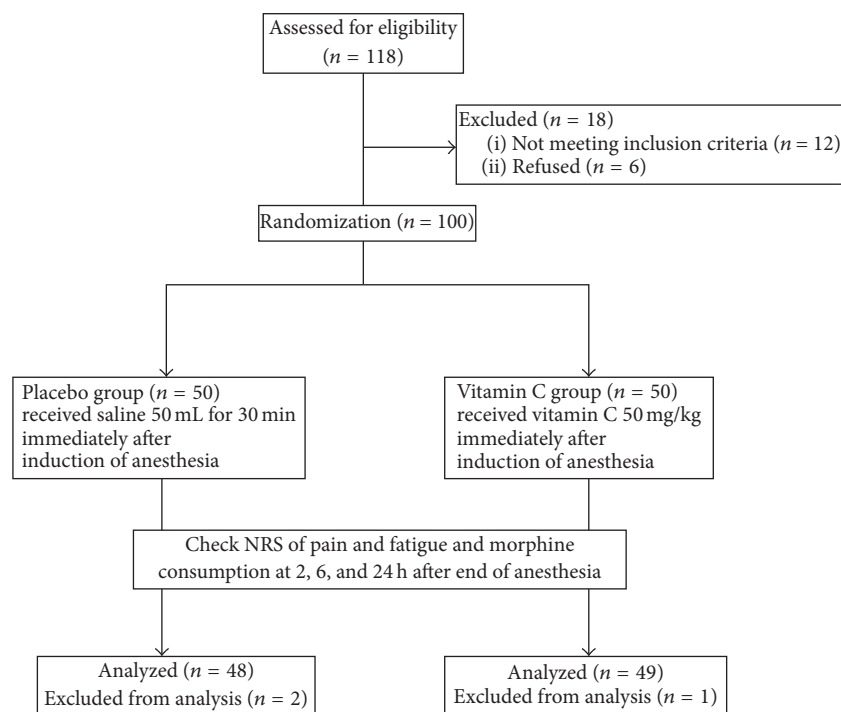 Assessed for eligibility
(n = 118)
Excluded (n = 18)
(i) Not meeting inclusion criteria (n = 12)
(ii) Refused (n = 6)
Randomization (n = 100)
Placebo group (n = 50)
received saline 50 mL for 30 min
immediately after
induction of anesthesia
Vitamin C group (n = 50)
received vitamin C 50 mg/kg
immediately after
induction of anesthesia
Check NRS of pain and fatigue and morphine
consumption at 2, 6, and 24 h after end of anesthesia
Analyzed (n = 48)
Excluded from analysis (n = 2)
Analyzed (n = 49)
Excluded from analysis (n = 1)